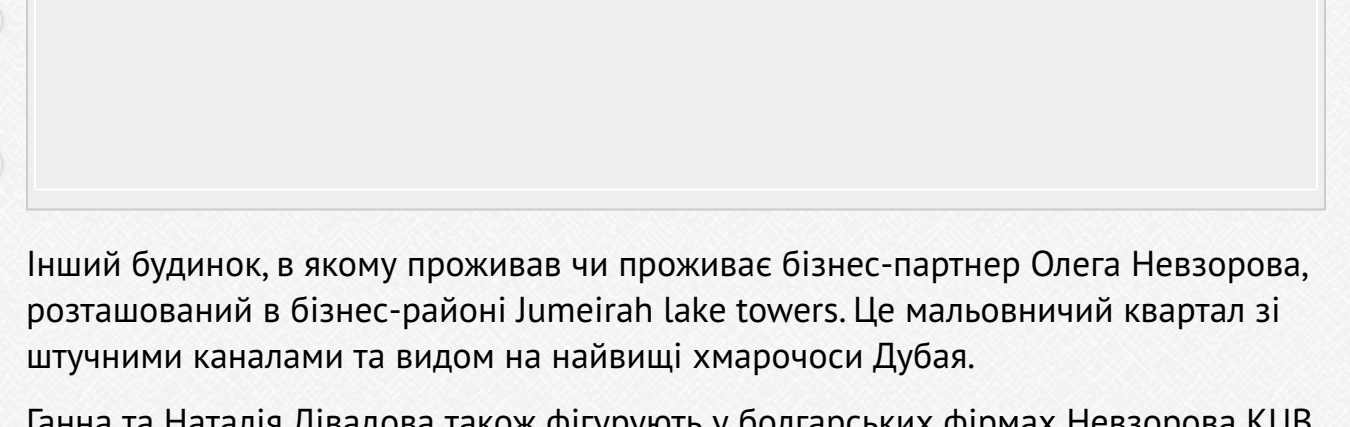 Інший будинок, в якому проживав чи проживає бізнес-партнер Олега Невзорова,
розташований в бізнес-районі Jumeirah lake towers. Це мальовничий квартал зі
штучними каналами та видом на найвищі хмарочоси Дубая.
Ганна та Наталія Дівадова також фігурують у болгарських фірмах Невзорова